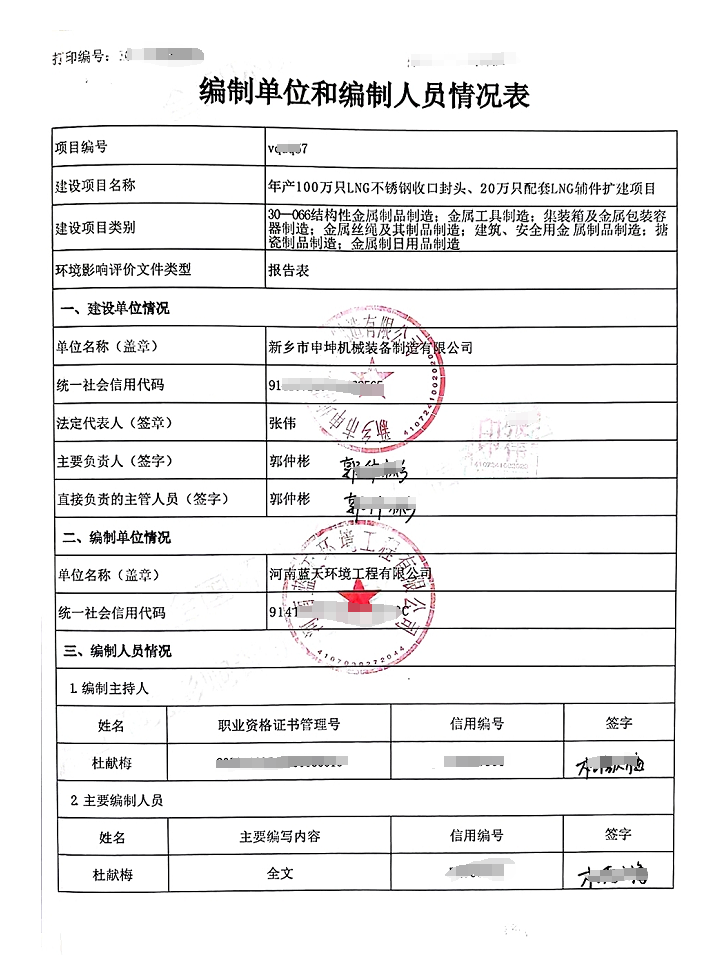 打印编号：
编制单位和编制人员情况表
项目编号
建设项目名称 年产100万只LNG不锈钢收口封头、20万只配套LNG辅件扩建项目
建设项目类别 30—066结构性金属制品制造；金属工具制造；集装箱及金属包装容
器制造；金属丝绳及其制品制造；建筑、安全用金属制品制造；搪
瓷制品制造；金属制日用品制造
环境影响评价文件类型 报告表
一、建设单位情况
单位名称（盖章） 新乡市申坤机械装备制造有限公司
统一社会信用代码 91
法定代表人（签章） 张伟
主要负责人（签字） 郭仲彬
直接负责的主管人员（签字） 郭仲彬
4107241002020
二、编制单位情况
单位名称（盖章） 河南蓝天环境工程有限公司
统一社会信用代码 914
河南蓝天环境工程有限公司
4107030272044
三、编制人员情况
1.编制主持人
姓名 职业资格证书管理号 信用编号 签字
杜献梅
2.主要编制人员
姓名 主要编写内容 信用编号 签字
杜献梅 全文